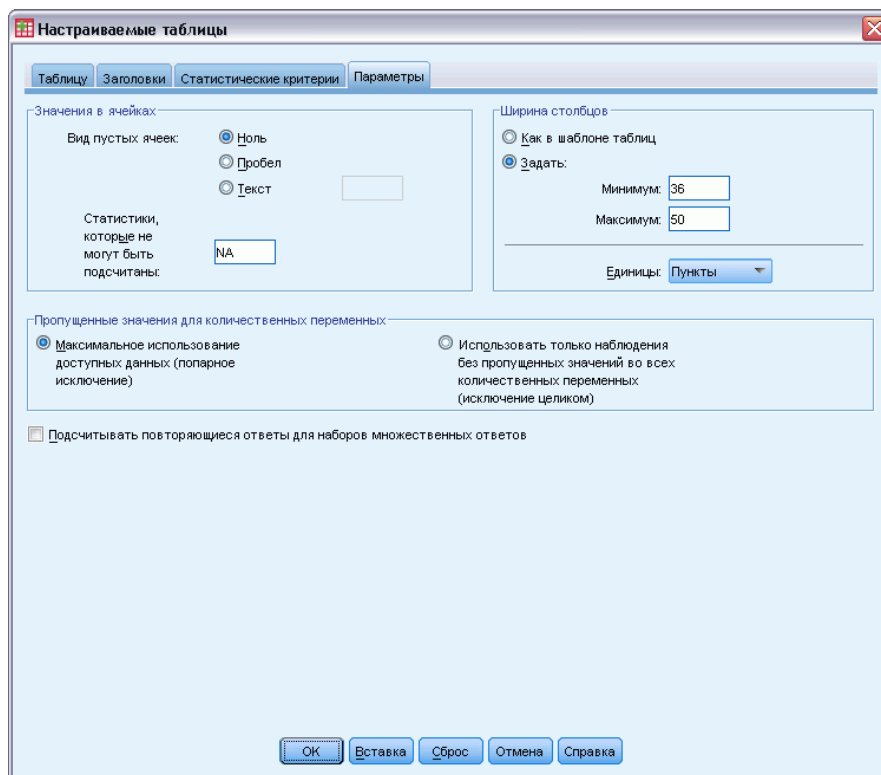 Настраиваемые таблицы
Таблицу Заголовки Статистические критерии Параметры
Значения в ячейках
Вид пустых ячеек:
Ноль
Пробел
Текст
Статистики,
которые не
могут быть
подсчитаны:
NA
Ширина столбцов
Как в шаблоне таблиц
Задать:
Минимум: 36
Максимум: 50
Единицы: Пункты
Пропущенные значения для количественных переменных
Максимальное использование
доступных данных (попарное
исключение)
Использовать только наблюдения
без пропущенных значений во всех
количественных переменных
(исключение целиком)
Подсчитывать повторяющиеся ответы для наборов множественных ответов
OK Вставка Сброс Отмена Справка